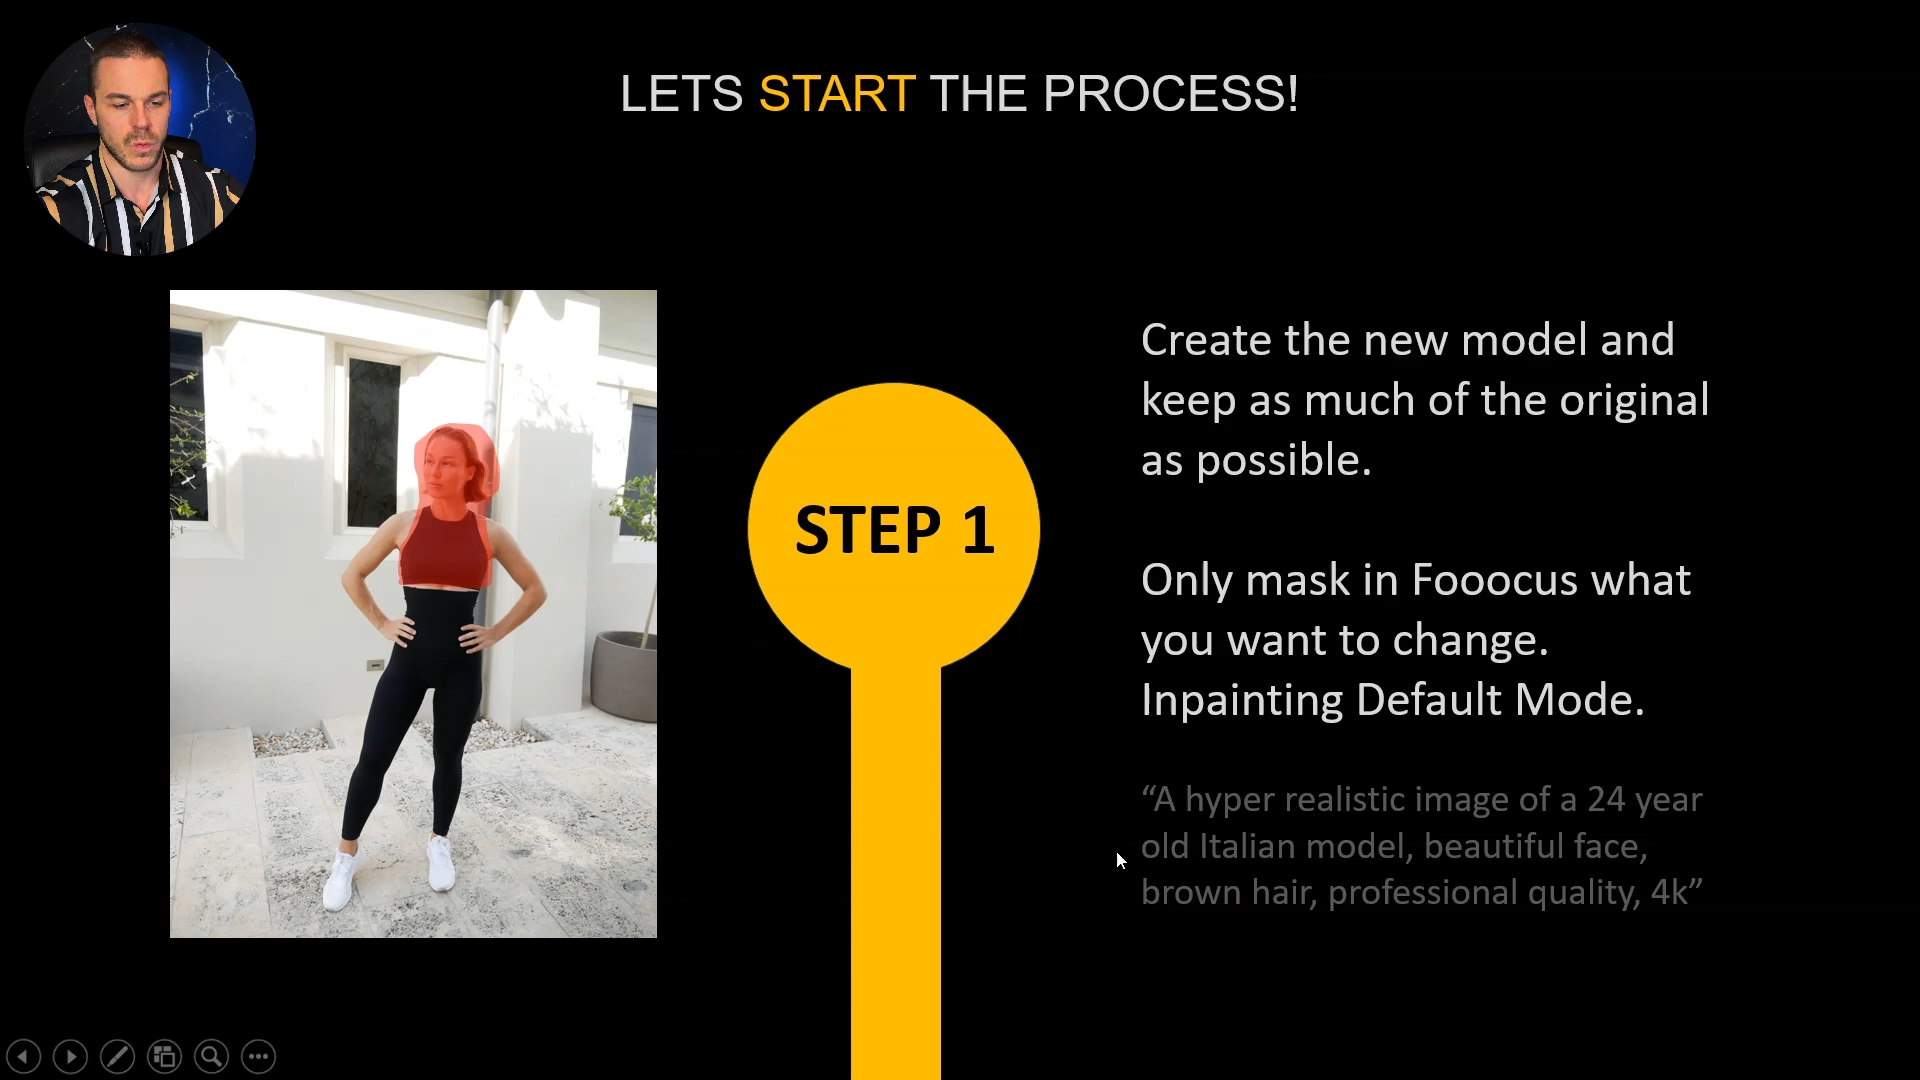 LETS START THE PROCESS!
STEP 1
Create the new model and
keep as much of the original
as possible.
Only mask in Fooocus what
you want to change.
Inpainting Default Mode.
“A hyper realistic image of a 24 year
old Italian model, beautiful face,
brown hair, professional quality, 4k”